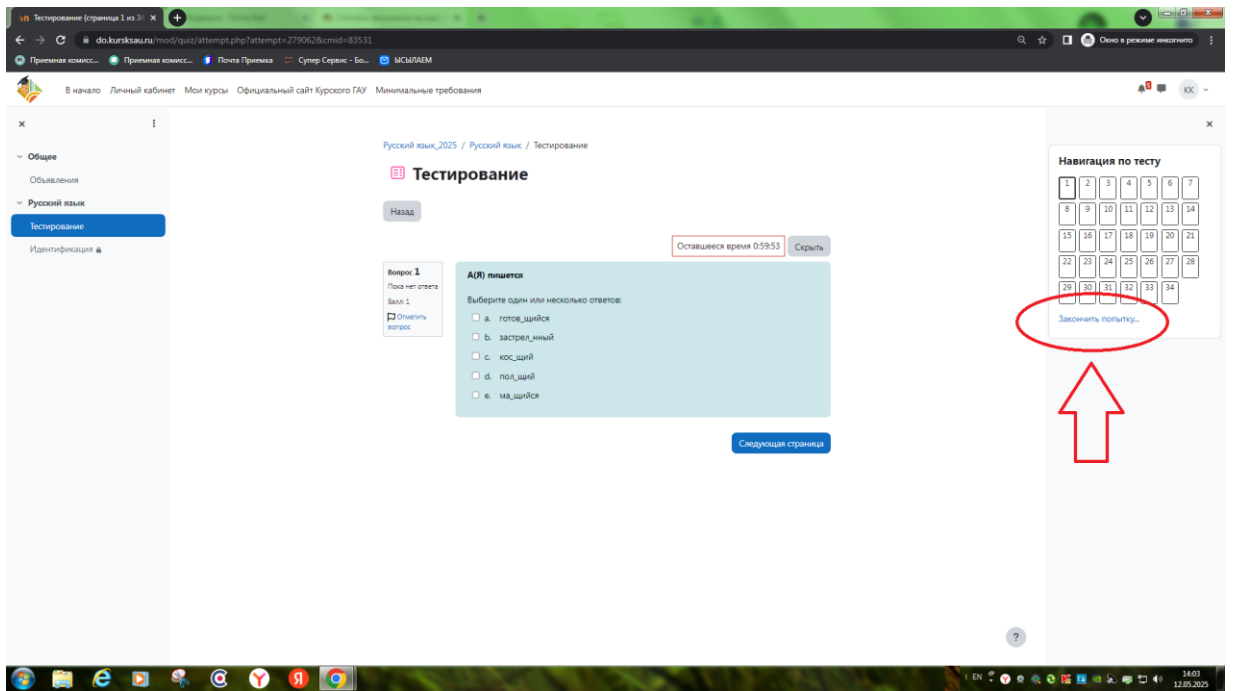 Тестирование (страница 1 из 34
do.kursksau.ru/mod/quiz/attempt.php?attempt=279062&cmid=83531
Окно в режиме инкогнито
Приемная комисс...
Приемная комисс...
Почта Приемка
Супер Сервис - Бо...
ЫСЫЛАЕМ
В начало Личный кабинет Мои курсы Официальный сайт Курского ГАУ Минимальные требования
5
КК
Общее
Объявления
Русский язык
Тестирование
Идентификация
Русский язык_2025 / Русский язык / Тестирование
Тестирование
Назад
Оставшееся время 0:59:53
Скрыть
Вопрос 1
Пока нет ответа
Балл: 1
Отметить
вопрос
А(Я) пишется
Выберите один или несколько ответов:
a. готов_щийся
b. застрел_нный
c. кос_щий
d. пол_щий
e. ма_щийся
Следующая страница
Навигация по тесту
1 2 3 4 5 6 7
8 9 10 11 12 13 14
15 16 17 18 19 20 21
22 23 24 25 26 27 28
29 30 31 32 33 34
Закончить попытку...
?
EN
14:03
12.05.2025